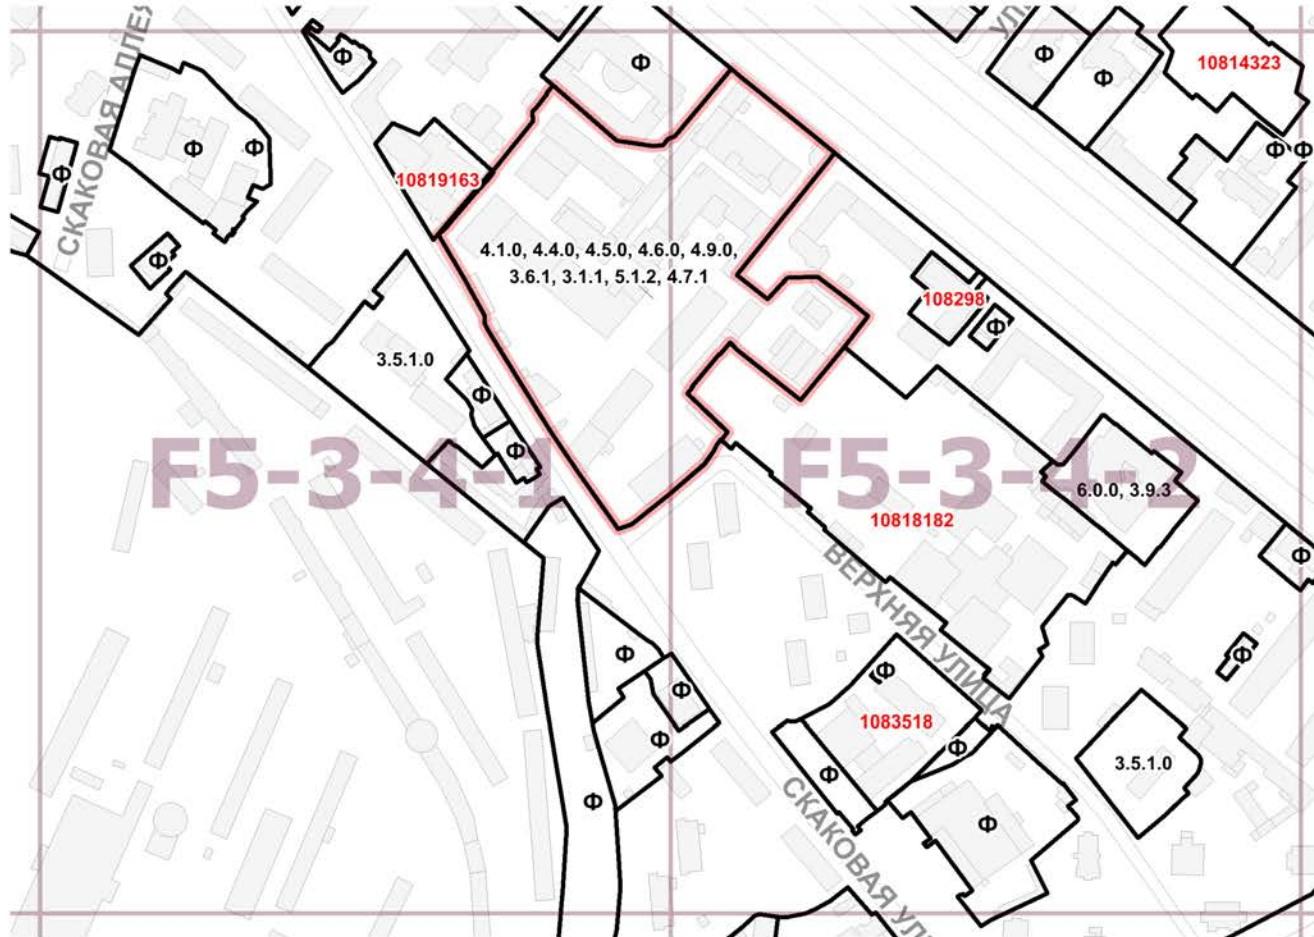 СКАКОВАЯ АЛЛЕЯ
УЛ
Ф
Ф
Ф
Ф
10814323
Ф
Ф
Ф
Ф
Ф
10819163
Ф
4.1.0, 4.4.0, 4.5.0, 4.6.0, 4.9.0,
3.6.1, 3.1.1, 5.1.2, 4.7.1
Ф
108298
Ф
3.5.1.0
Ф
Ф
F5-3-4-1
F5-3-4-2
6.0.0, 3.9.3
10818182
ВЕРХНЯЯ УЛИЦА
Ф
Ф
Ф
Ф
Ф
1083518
Ф
Ф
3.5.1.0
Ф
Ф
СКАКОВАЯ УЛ
Ф